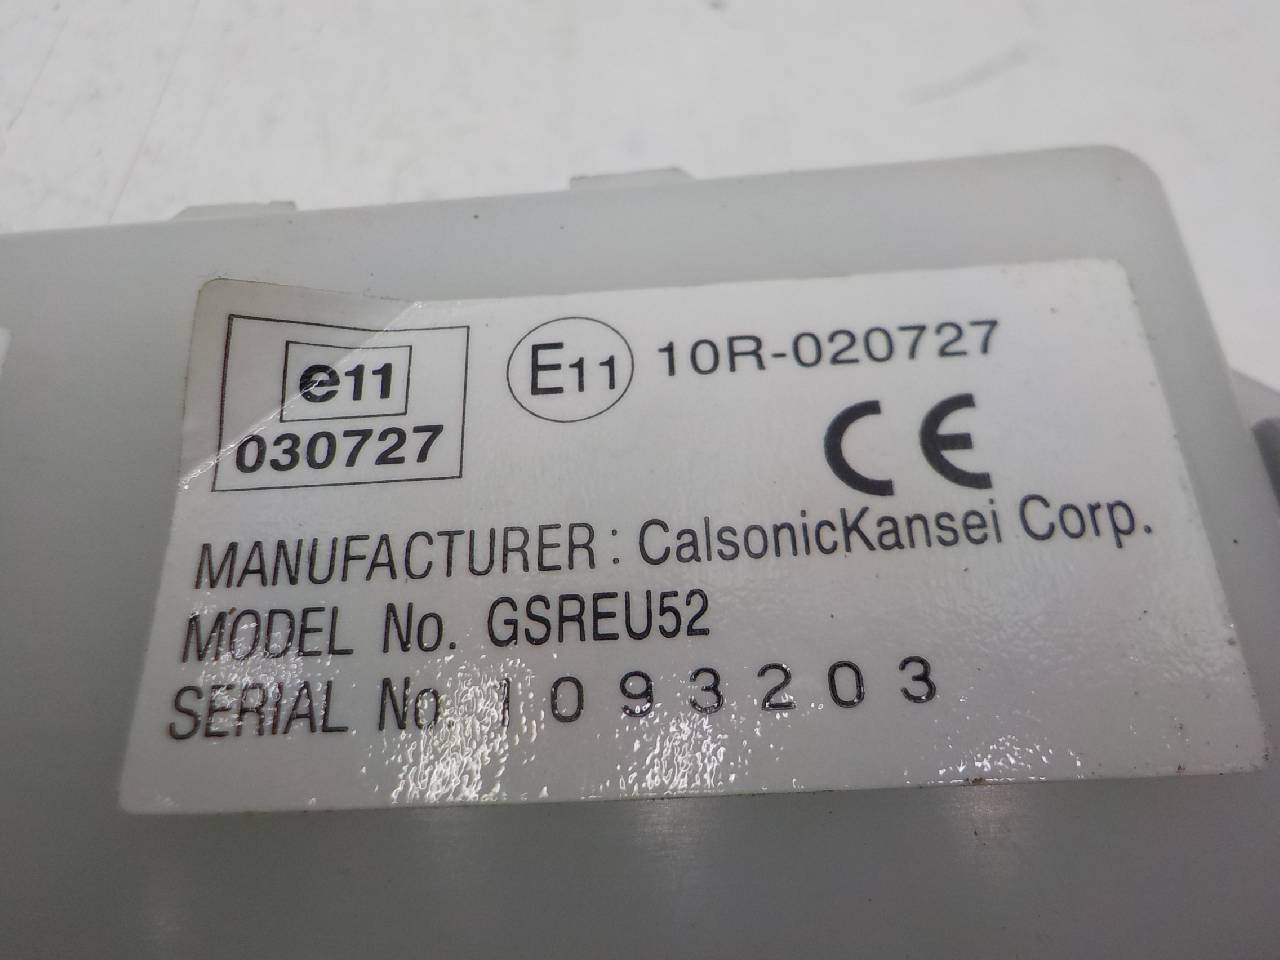 e11
030727
E11 10R-020727
CE
MANUFACTURER : CalsonicKansei Corp.
MODEL No. GSREU52
SERIAL No. 1093203